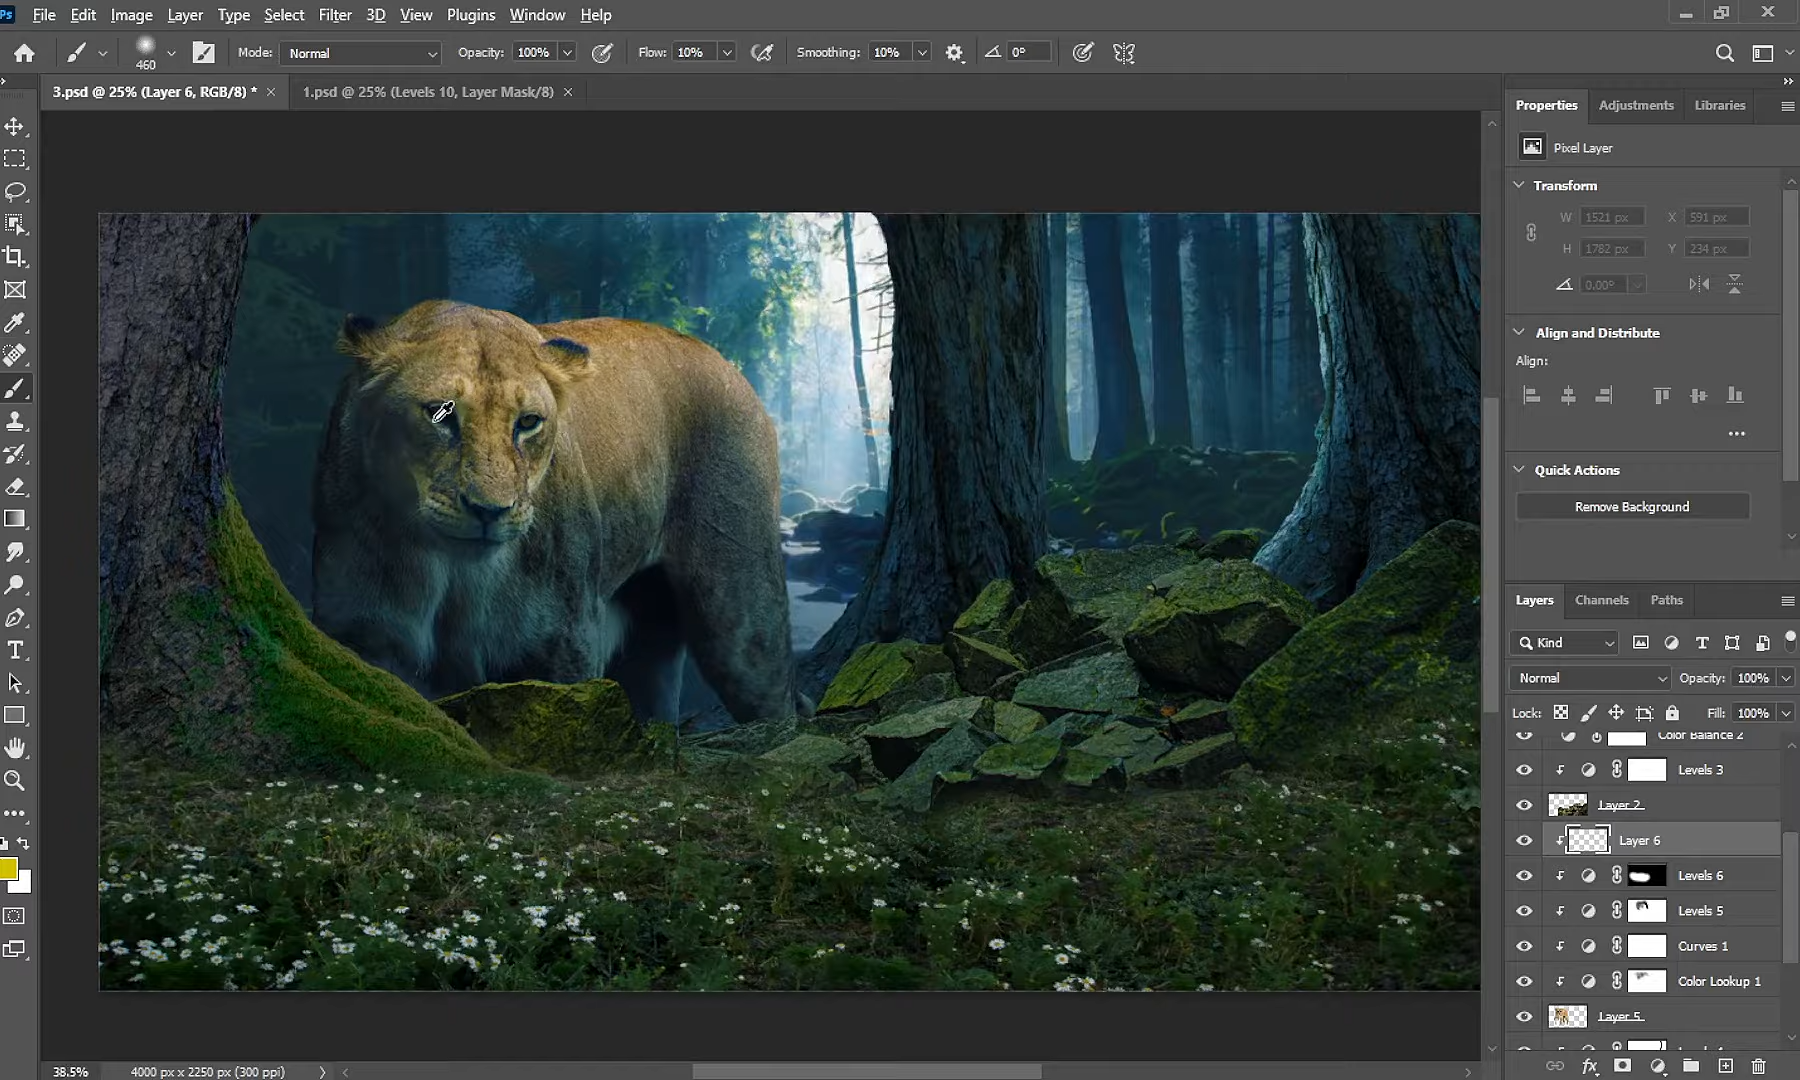 Ps File Edit Image Layer Type Select Filter 3D View Plugins Window Help
460 Mode: Normal Opacity: 100% Flow: 10% Smoothing: 10% 0°
3.psd @ 25% (Layer 6, RGB/8) * 1.psd @ 25% (Levels 10, Layer Mask/8)
Properties Adjustments Libraries
Pixel Layer
Transform
W 1521 px X 591 px
H 1782 px Y 234 px
0.00°
Align and Distribute
Align:
Quick Actions
Remove Background
Layers Channels Paths
Kind
Normal Opacity: 100%
Lock: Fill: 100%
Color Balance 2
Levels 3
Layer 2
Layer 6
Levels 6
Levels 5
Curves 1
Color Lookup 1
Layer 5
38.5% 4000 px x 2250 px (300 ppi)